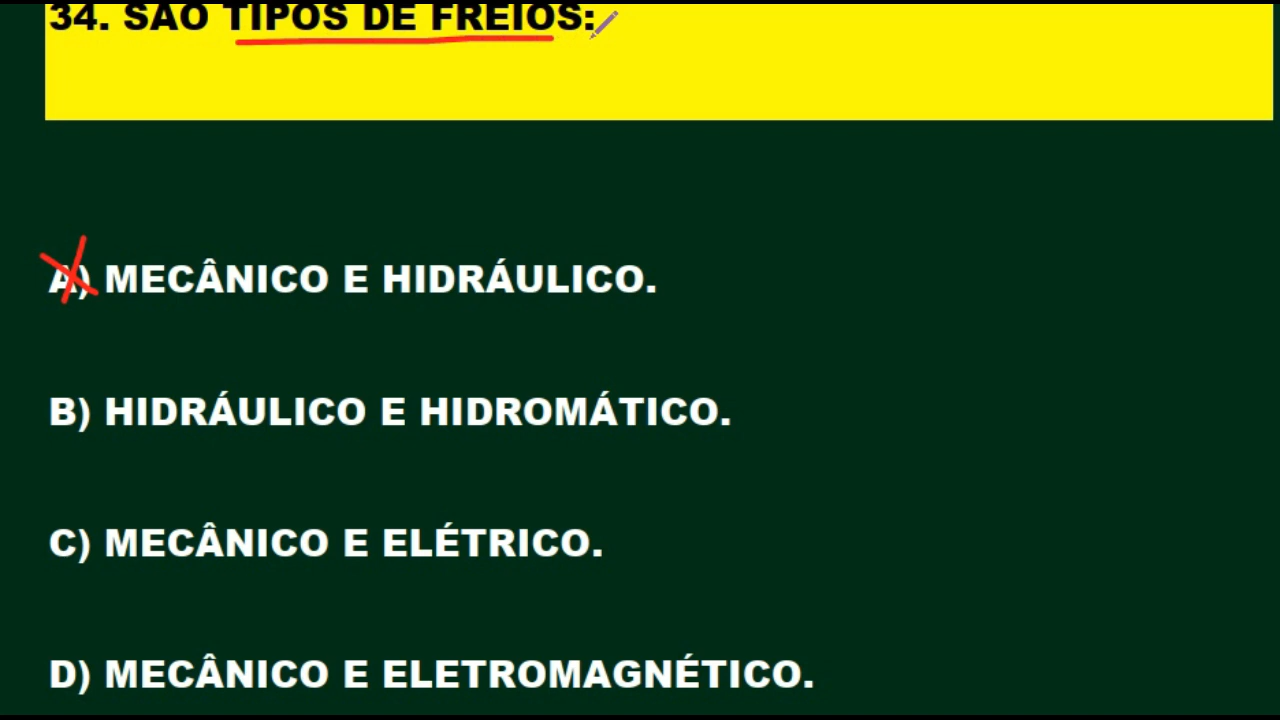 34. SÃO TIPOS DE FREIOS:
A) MECÂNICO E HIDRÁULICO.
B) HIDRÁULICO E HIDROMÁTICO.
C) MECÂNICO E ELÉTRICO.
D) MECÂNICO E ELETROMAGNÉTICO.